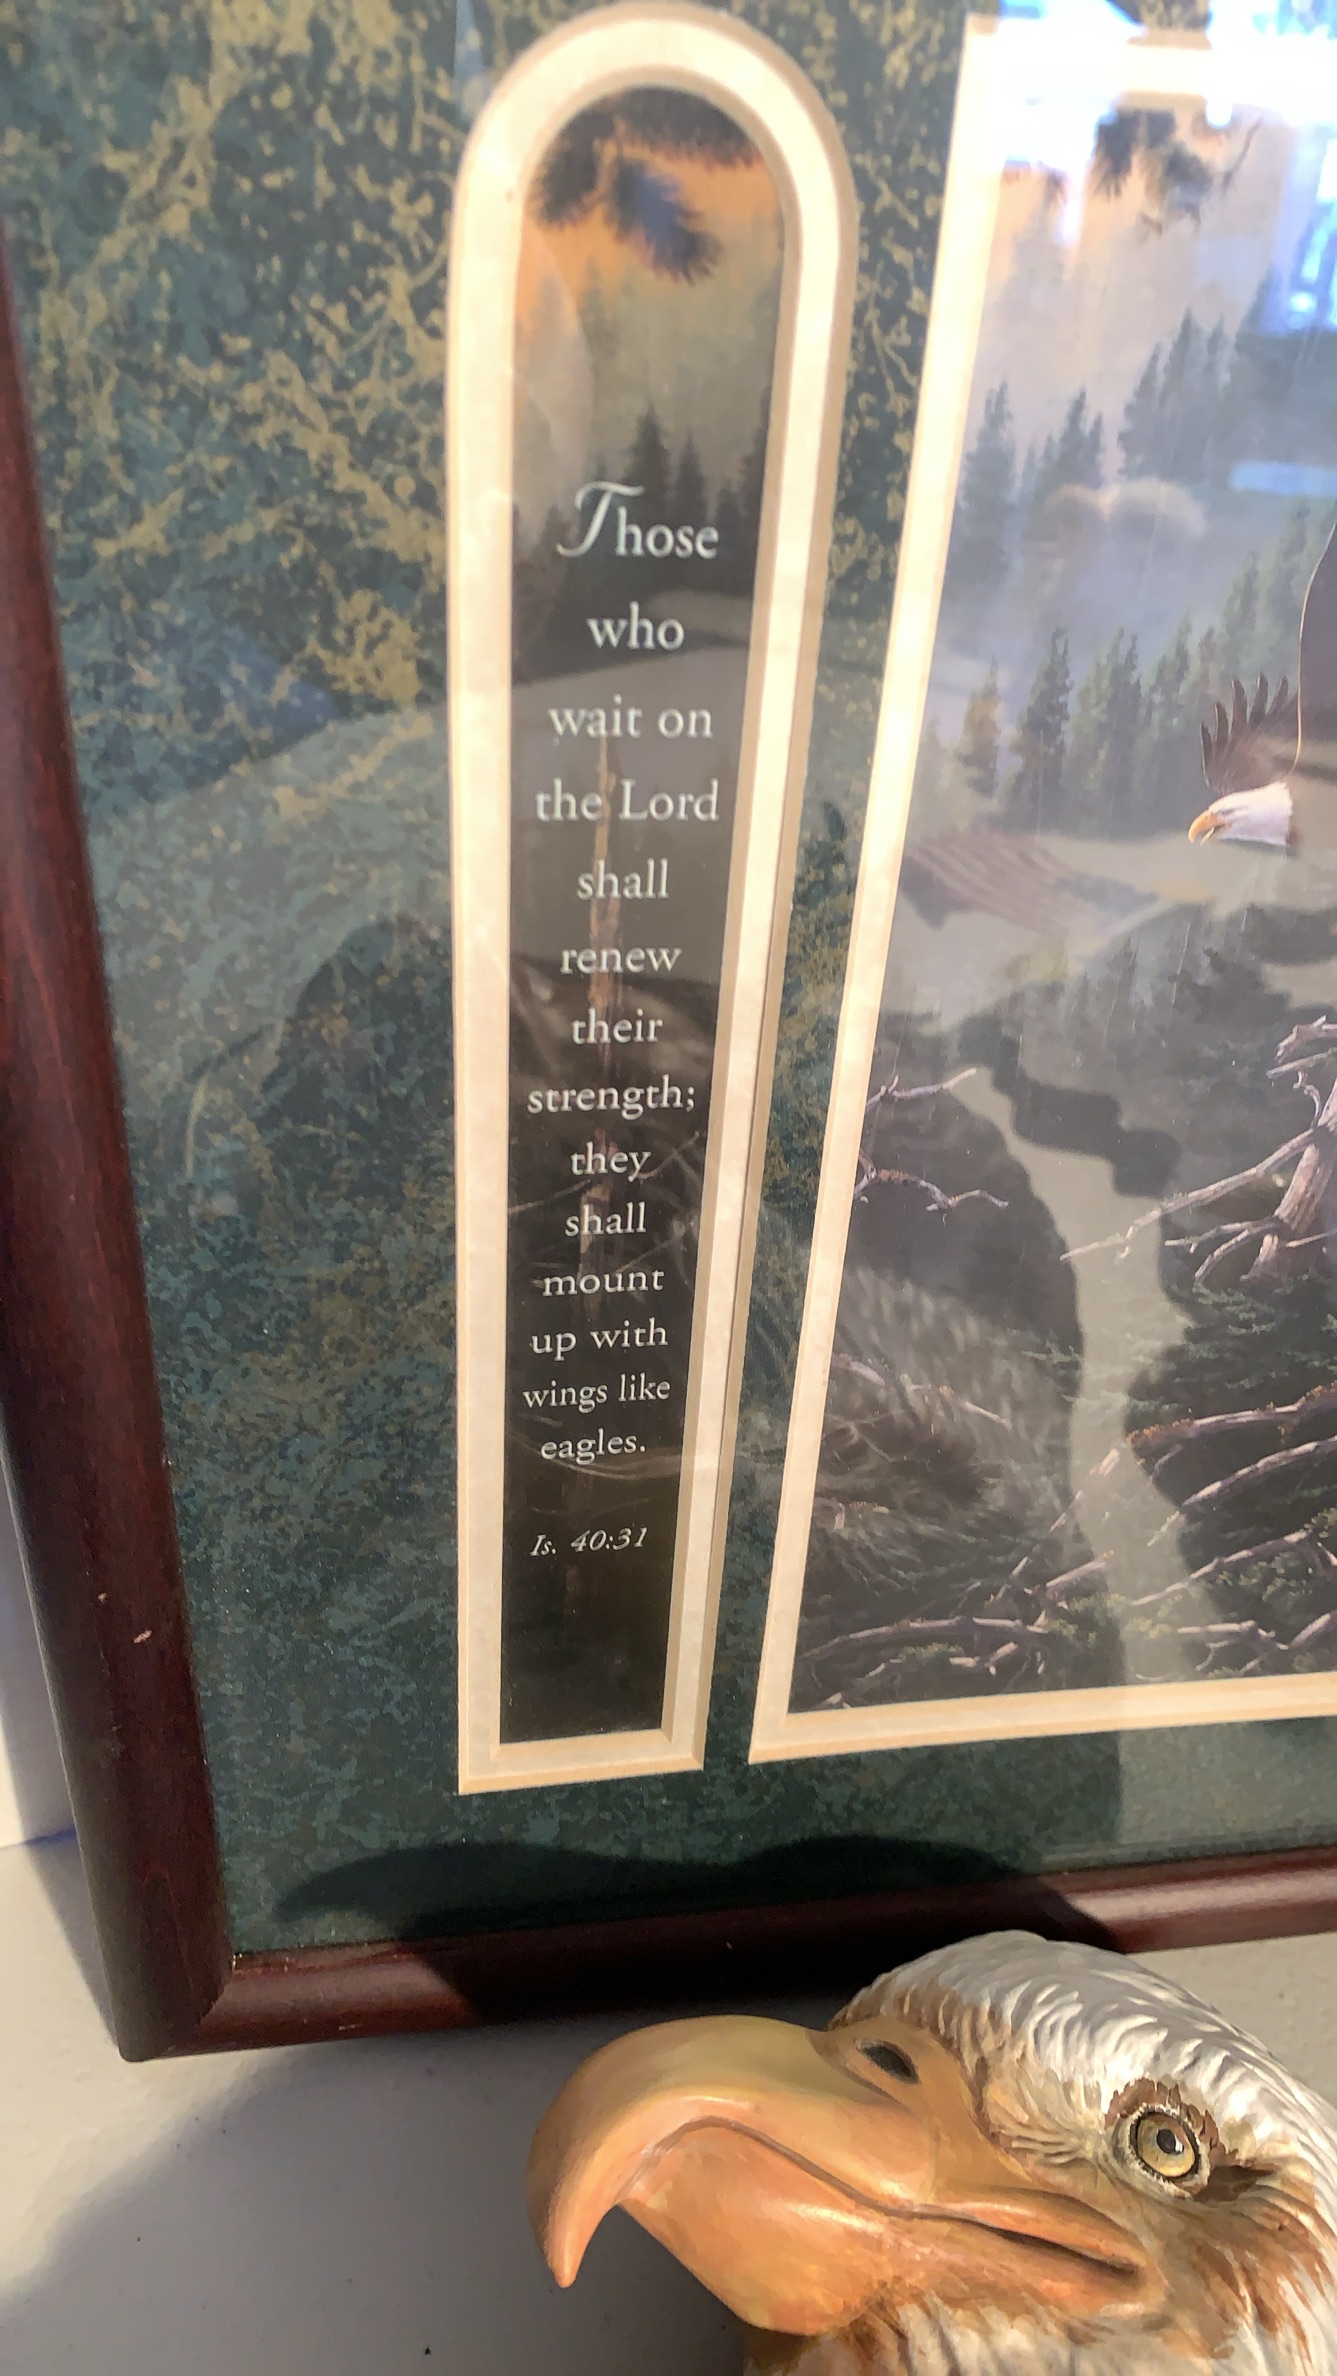 Those
who
wait on
the Lord
shall
renew
their
strength;
they
shall
mount
up with
wings like
eagles.
Is. 40:31